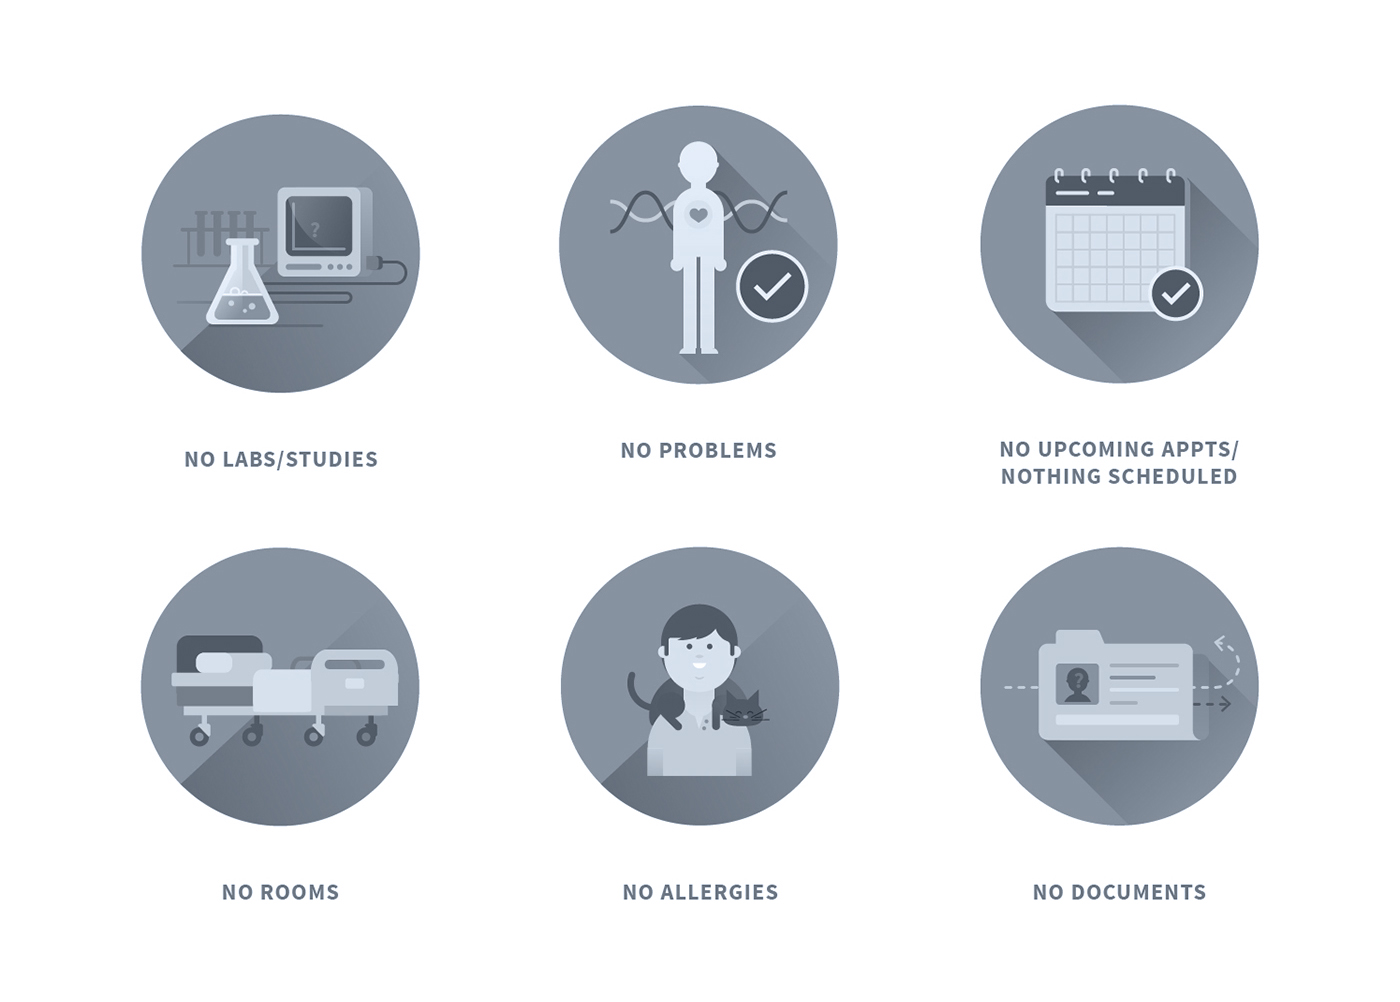 ?
NO LABS/STUDIES
NO PROBLEMS
NO UPCOMING APPTS/
NOTHING SCHEDULED
NO ROOMS
NO ALLERGIES
?
NO DOCUMENTS